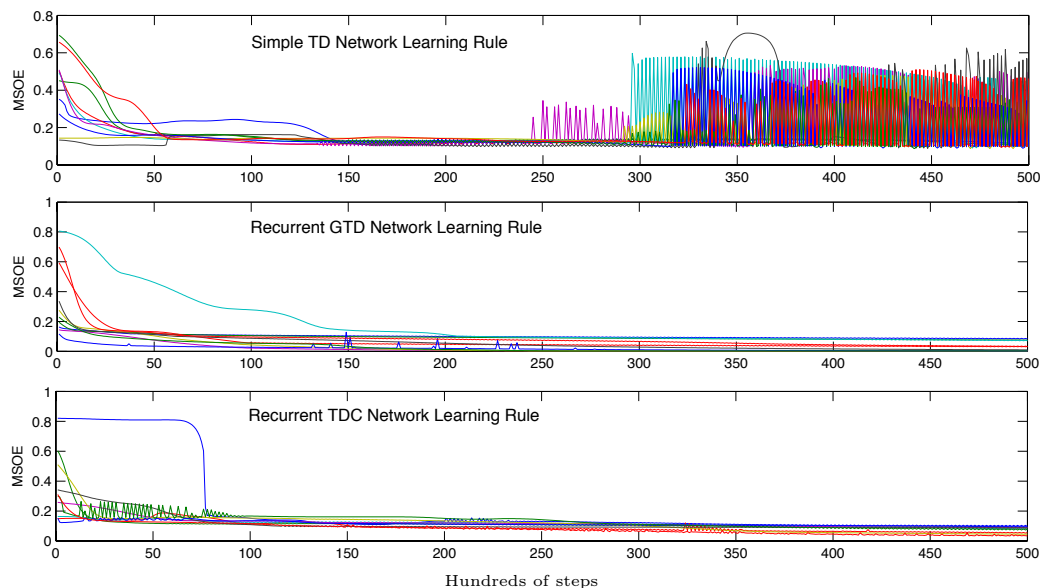 0.8
0.6
0.4
0.2
0
MSOE
Simple TD Network Learning Rule
0 50 100 150 200 250 300 350 400 450 500
1
0.8
0.6
0.4
0.2
0
MSOE
Recurrent GTD Network Learning Rule
0 50 100 150 200 250 300 350 400 450 500
1
0.8
0.6
0.4
0.2
0
MSOE
Recurrent TDC Network Learning Rule
0 50 100 150 200 250 300 350 400 450 500
Hundreds of steps